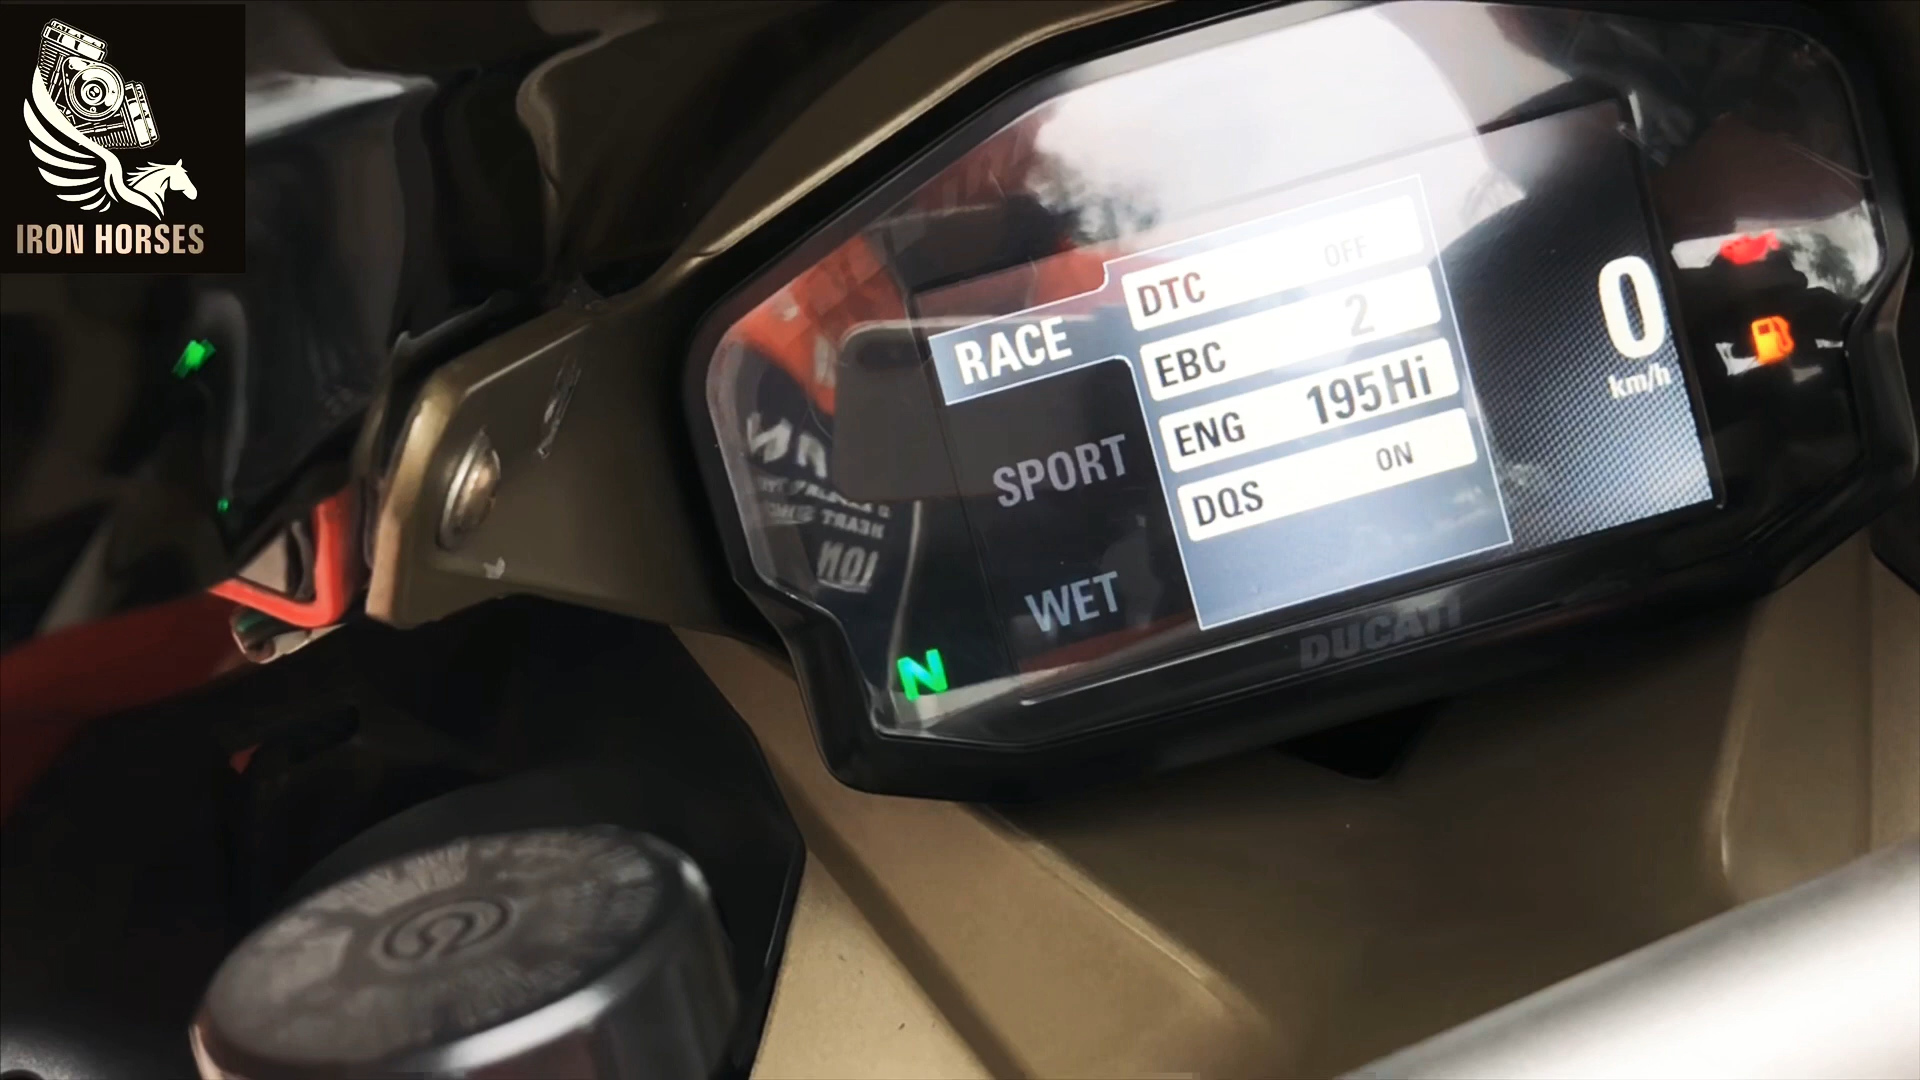 IRON HORSES
RACE
SPORT
WET
DTC OFF
EBC 2
ENG 195Hi
DQS ON
0
km/h
N
DUCATI